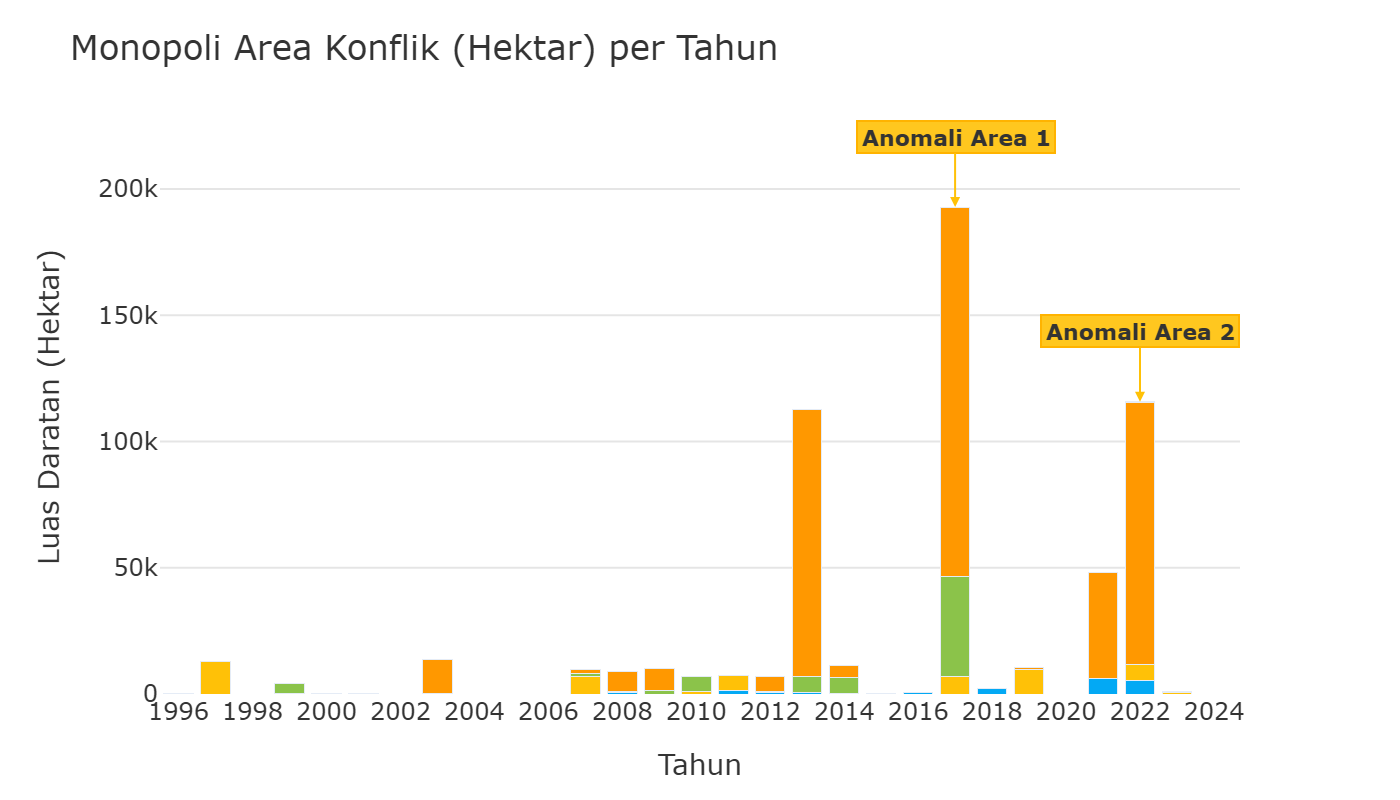 Monopoli Area Konflik (Hektar) per Tahun
Anomali Area 1
200k
150k
Anomali Area 2
100k
50k
0
Luas Daratan (Hektar)
1996 1998 2000 2002 2004 2006 2008 2010 2012 2014 2016 2018 2020 2022 2024
Tahun